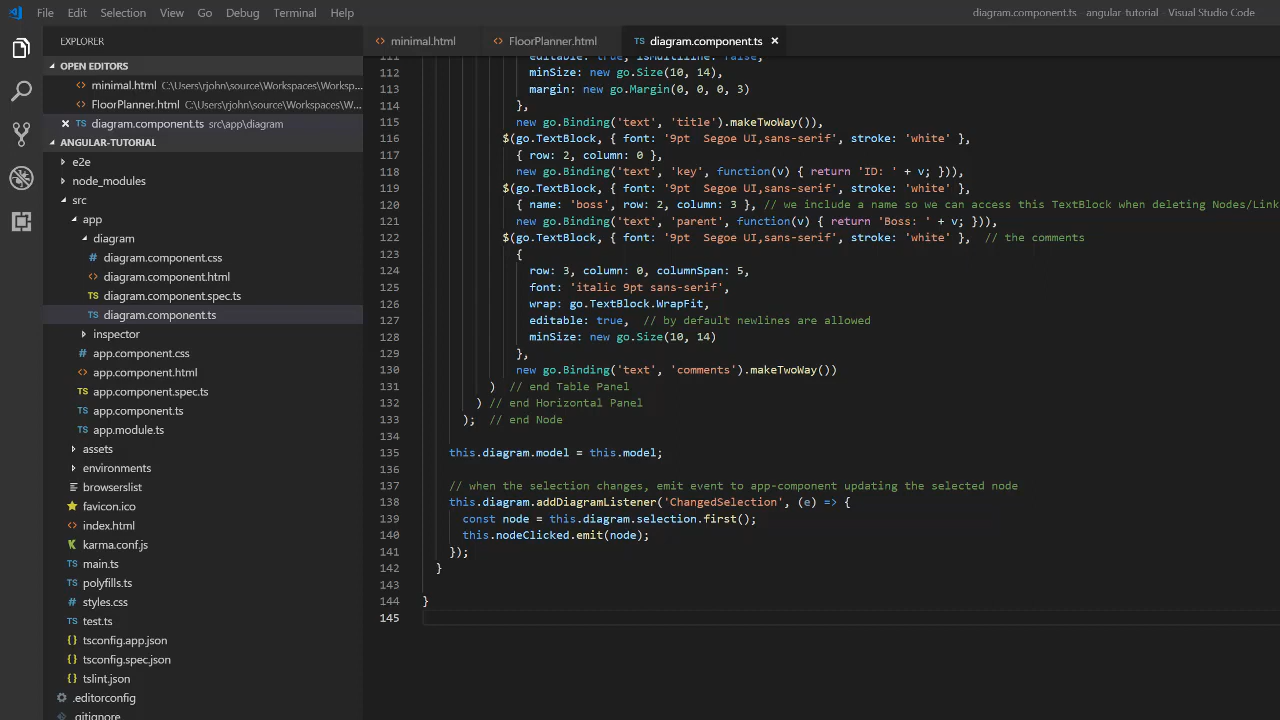 File Edit Selection View Go Debug Terminal Help
diagram.component.ts - angular-tutorial - Visual Studio Code
EXPLORER
OPEN EDITORS
minimal.html C:\Users\rjohn\source\Workspaces\Worksp...
FloorPlanner.html C:\Users\rjohn\source\Workspaces\W...
TS diagram.component.ts src\app\diagram
ANGULAR-TUTORIAL
e2e
node_modules
src
app
diagram
# diagram.component.css
diagram.component.html
TS diagram.component.spec.ts
TS diagram.component.ts
inspector
# app.component.css
app.component.html
TS app.component.spec.ts
TS app.component.ts
TS app.module.ts
assets
environments
browserslist
favicon.ico
index.html
karma.conf.js
TS main.ts
TS polyfills.ts
# styles.css
TS test.ts
{} tsconfig.app.json
{} tsconfig.spec.json
{} tslint.json
.editorconfig
.gitignore
minimal.html
FloorPlanner.html
TS diagram.component.ts
111 editable: true, isMultiline: false,
112 minSize: new go.Size(10, 14),
113 margin: new go.Margin(0, 0, 0, 3)
114 },
115 new go.Binding('text', 'title').makeTwoWay()),
116 $(go.TextBlock, { font: '9pt  Segoe UI,sans-serif', stroke: 'white' },
117 { row: 2, column: 0 },
118 new go.Binding('text', 'key', function(v) { return 'ID: ' + v; })),
119 $(go.TextBlock, { font: '9pt  Segoe UI,sans-serif', stroke: 'white' },
120 { name: 'boss', row: 2, column: 3 }, // we include a name so we can access this TextBlock when deleting Nodes/Link
121 new go.Binding('text', 'parent', function(v) { return 'Boss: ' + v; })),
122 $(go.TextBlock, { font: '9pt  Segoe UI,sans-serif', stroke: 'white' },  // the comments
123 {
124 row: 3, column: 0, columnSpan: 5,
125 font: 'italic 9pt sans-serif',
126 wrap: go.TextBlock.WrapFit,
127 editable: true,  // by default newlines are allowed
128 minSize: new go.Size(10, 14)
129 },
130 new go.Binding('text', 'comments').makeTwoWay())
131 )  // end Table Panel
132 ) // end Horizontal Panel
133 );  // end Node
134
135 this.diagram.model = this.model;
136
137 // when the selection changes, emit event to app-component updating the selected node
138 this.diagram.addDiagramListener('ChangedSelection', (e) => {
139 const node = this.diagram.selection.first();
140 this.nodeClicked.emit(node);
141 });
142 }
143
144 }
145